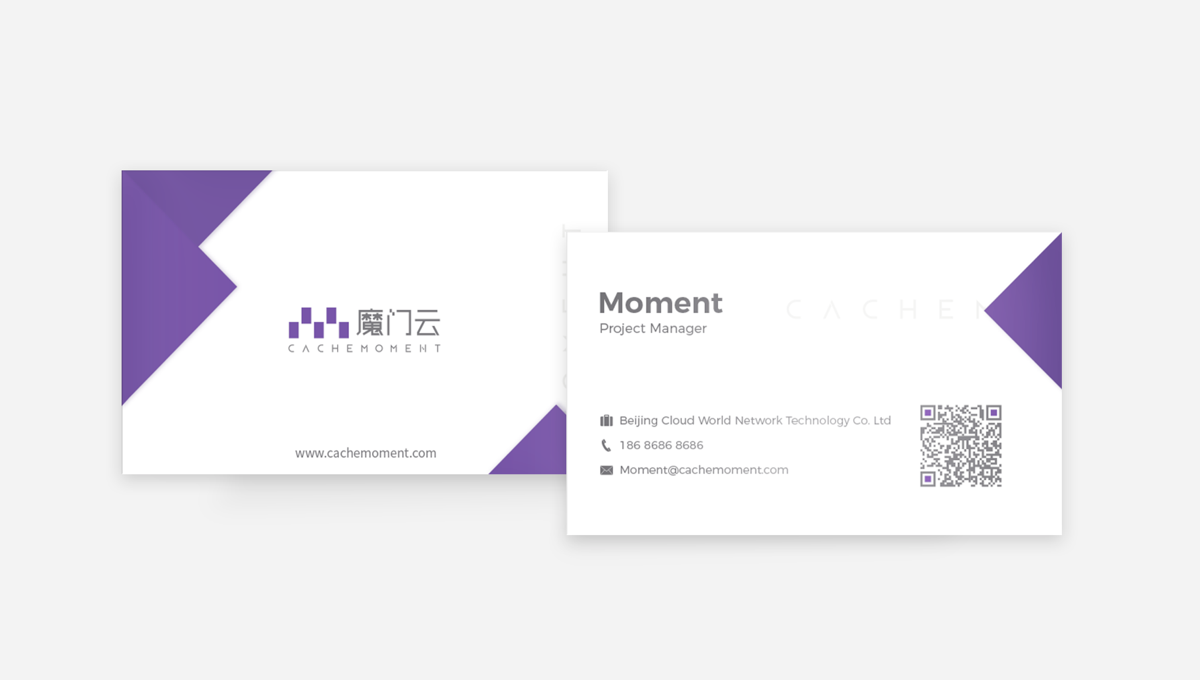 魔门云
CACHEMOMENT
www.cachemoment.com
Moment
Project Manager
CACHEM
Beijing Cloud World Network Technology Co. Ltd
186 8686 8686
Moment@cachemoment.com